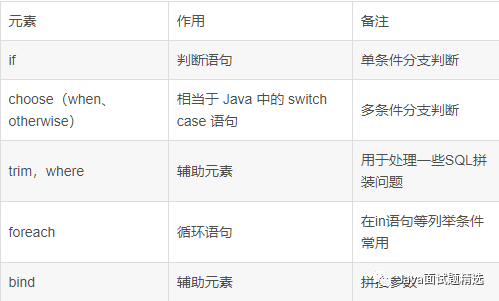 元素 作用 备注
if 判断语句 单条件分支判断
choose（when、 相当于 Java 中的 switch 多条件分支判断
otherwise） case 语句
trim，where 辅助元素 用于处理一些SQL拼
装问题
foreach 循环语句 在in语句等列举条件
常用
bind 辅助元素 拼接参数
Java面试题精选